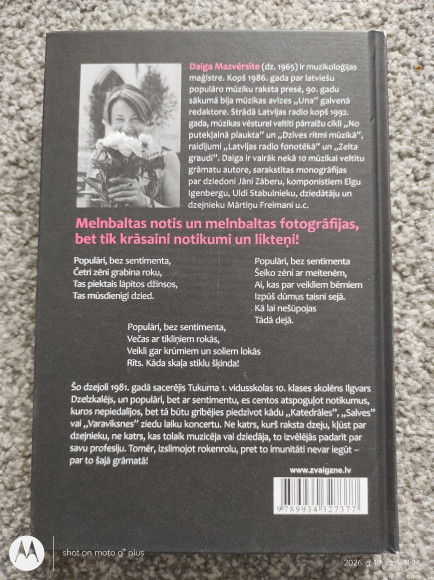 Daiga Mazvērsīte (dz. 1965) ir muzikoloģijas
maģistre. Kopš 1986. gada par latviešu
populāro mūziku raksta presē, 90. gadu
sākumā bija mūzikas avīzes „Una” galvenā
redaktore. Strādā Latvijas radio kopš 1992.
gada, mūzikas vēsturei veltīti pārraižu cikli „No
putekļainā plaukta” un „Dzīves ritmi mūzikā”,
raidījumi „Latvijas radio fonotēkā” un „Zelta
graudi”. Daiga ir vairāk nekā 10 mūzikai veltītu
grāmatu autore, sarakstītas monogrāfijas
par dziedoni Jāni Zāberu, komponistiem Elgu
Igenbergu, Uldi Stabulnieku, dziedātāju un
dzejnieku Mārtiņu Freimani u.c.
Melnbaltas notis un melnbaltas fotogrāfijas,
bet tik krāsaini notikumi un likteņi!
Populāri, bez sentimenta,
Četri zēni grabina roku,
Tas piektais lāpītos džinsos,
Tas mūsdienīgi dzied.
Populāri, bez sentimenta
Šeiko zēni ar meitenēm,
Ai, kas par veikliem bērniem
Izpūš dūmus taisni sejā.
Kā lai nešūpojas
Tādā dejā.
Populāri, bez sentimenta,
Večas ar tīkliņiem rokās,
Veikli gar krūmiem un soliem lokās
Rīts. Kāda skaļa stiklu šķinda!
Šo dzejoli 1981. gadā sacerējis Tukuma 1. vidusskolas 10. klases skolēns Ilgvars
Dzelzkalējs, un populāri, bet ar sentimentu, es centos atspoguļot notikumus,
kuros nepiedalījos, bet tā būtu gribējies piedzīvot kādu „Katedrāles”, „Salves”
vai „Varavīksnes” ziedu laiku koncertu. Ne katrs, kurš raksta dzeju, kļūst par
dzejnieku, ne katrs, kas tolaik muzicēja vai dziedāja, to izvēlējās padarīt par
savu profesiju. Tomēr, izslimojot rokenrolu, pret to imunitāti nevar iegūt –
par to šajā grāmatā!
www.zvaigzne.lv
9789934327377
shot on moto g⁹ plus